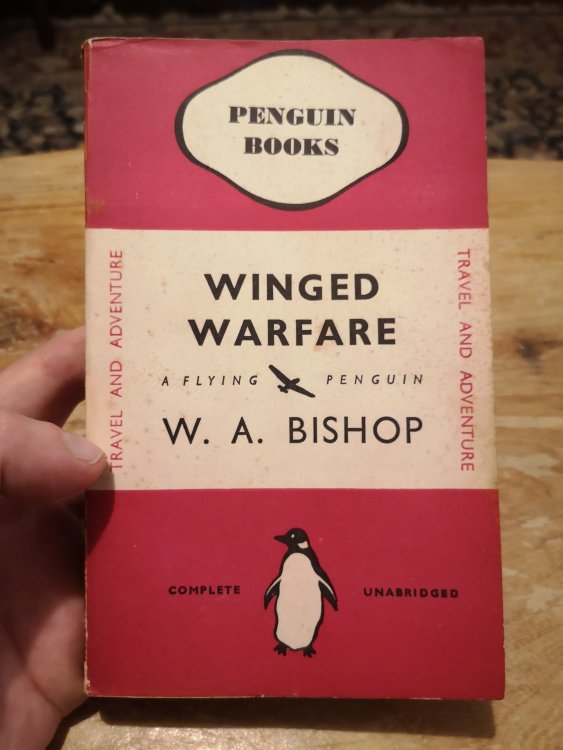 PENGUIN
BOOKS
TRAVEL AND ADVENTURE
WINGED
WARFARE
A FLYING PENGUIN
W. A. BISHOP
TRAVEL AND ADVENTURE
COMPLETE UNABRIDGED